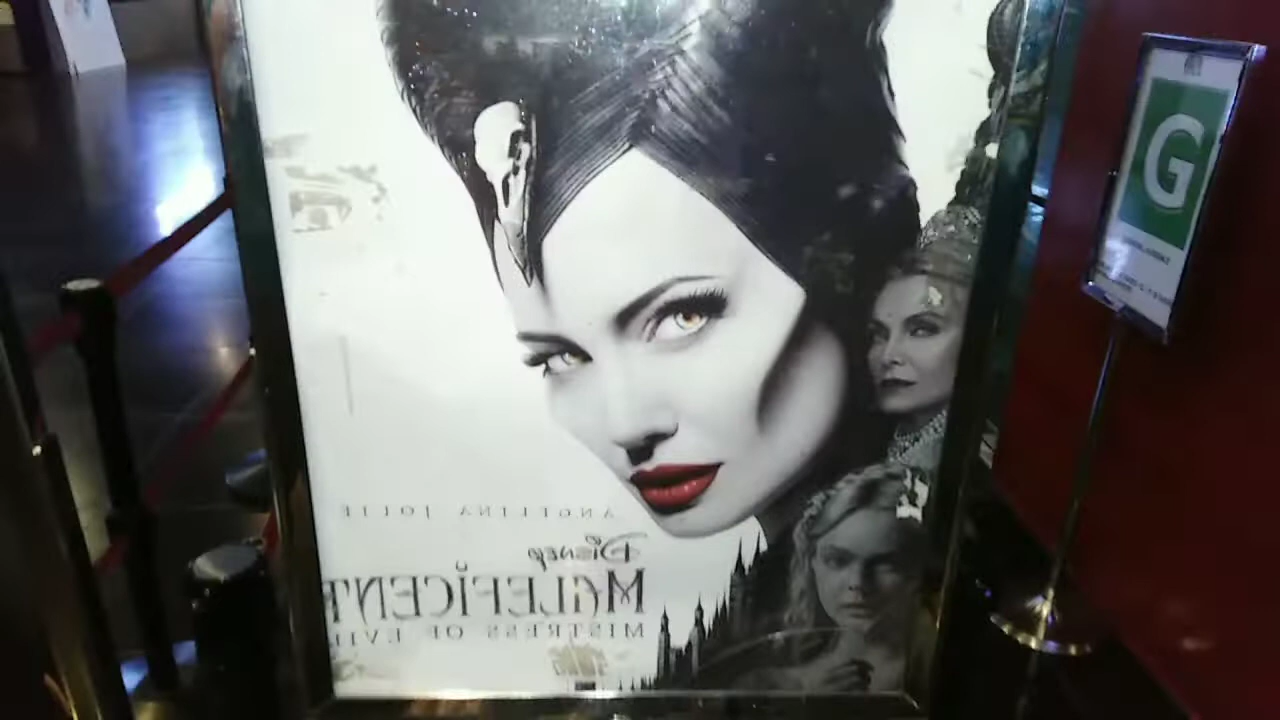 ANGELINA JOLIE
Disney
MALEFICENT
MISTRESS OF EVIL
G